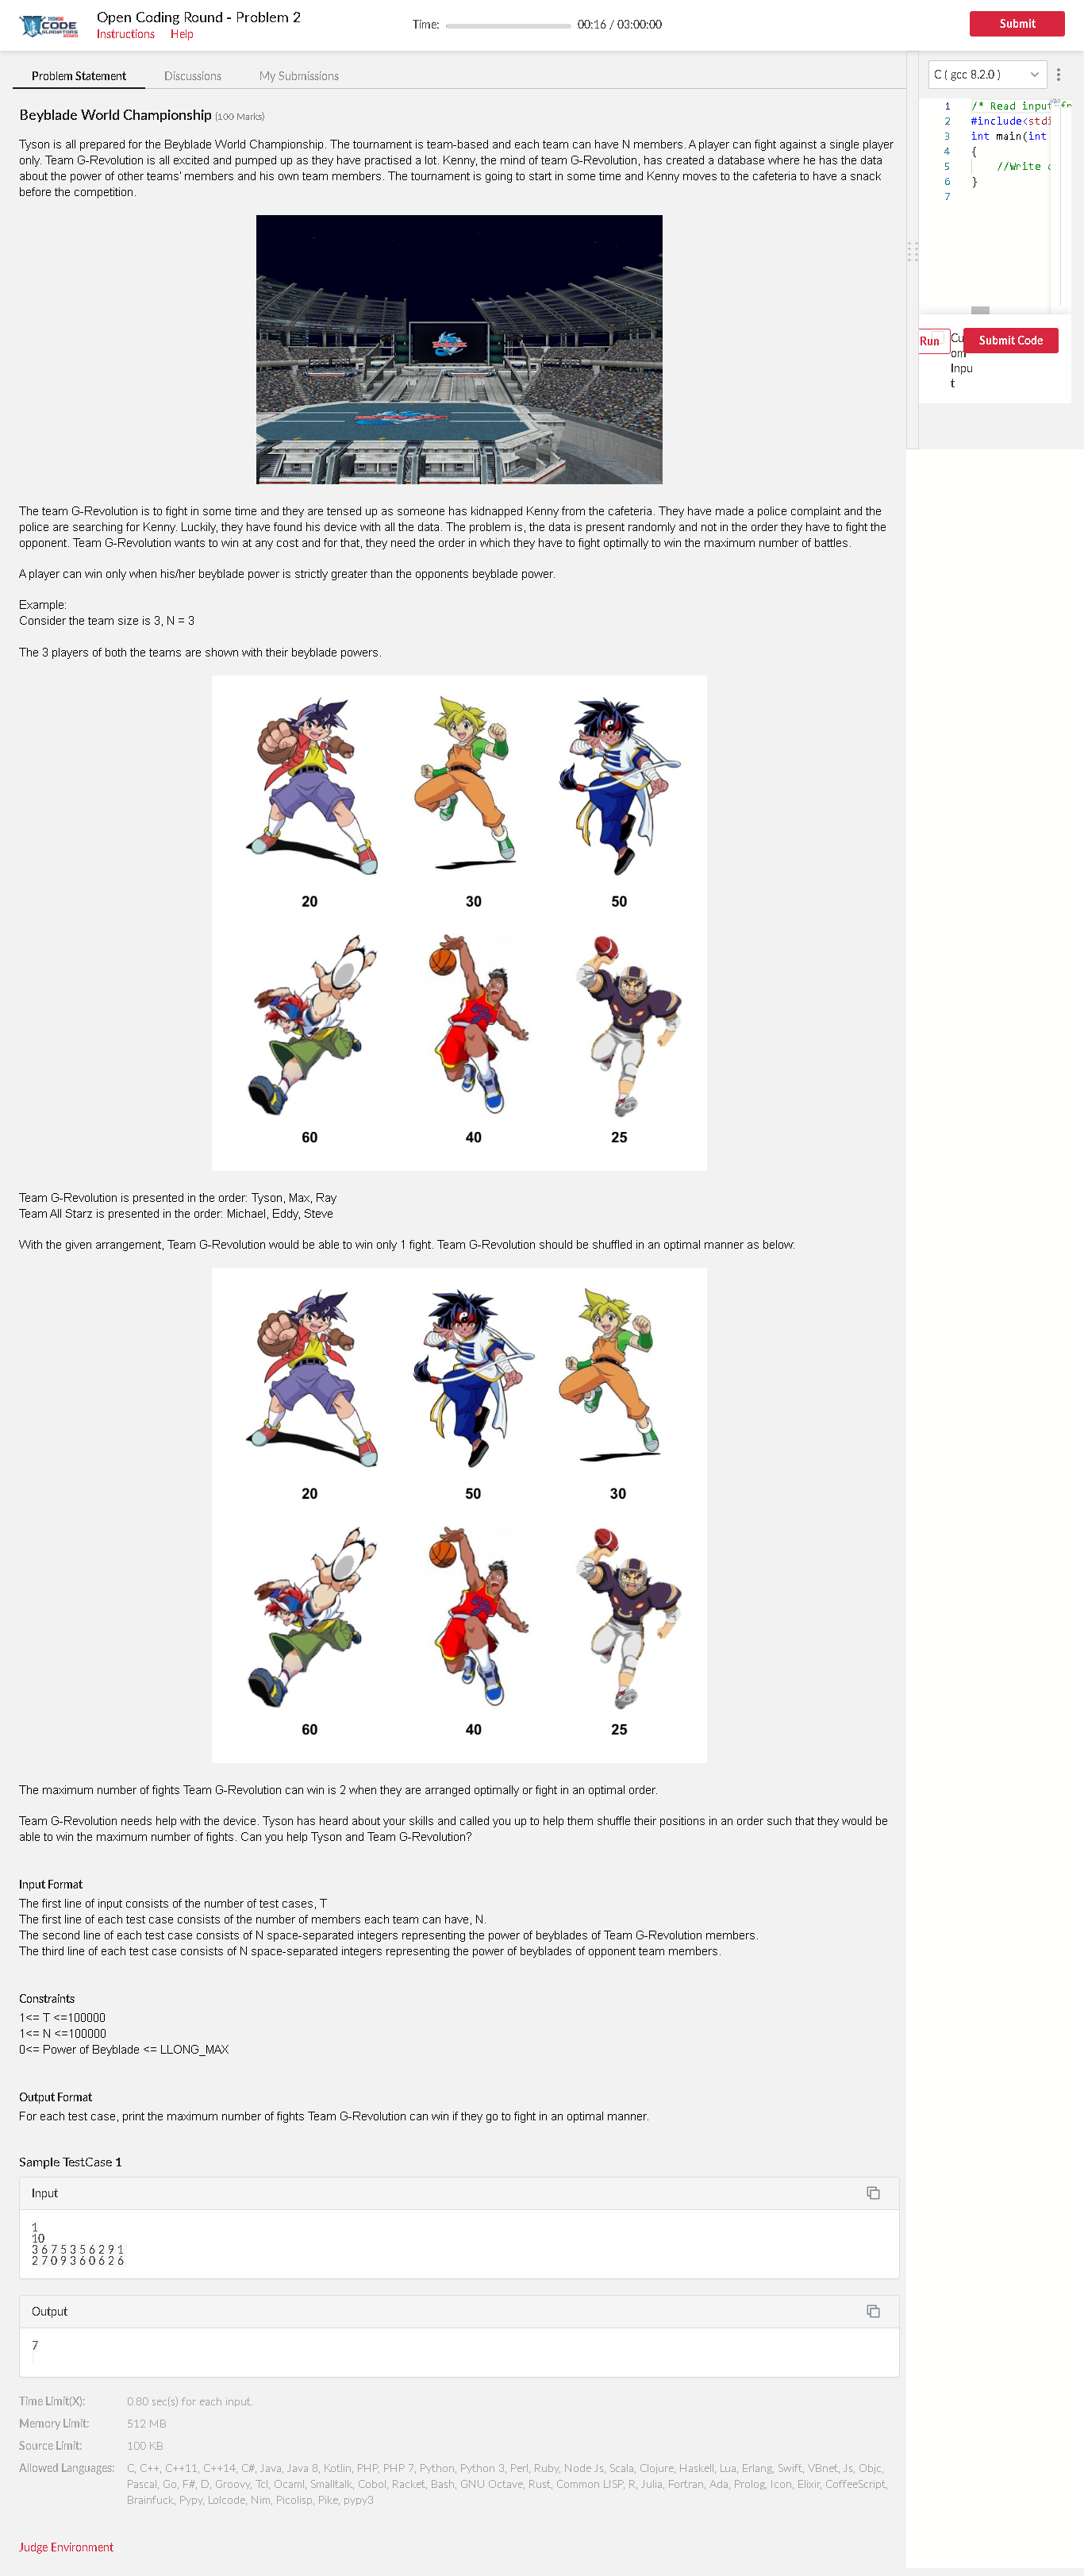 CODE
GLADIATORS
Open Coding Round - Problem 2
Instructions Help
Time: 00:16 / 03:00:00
Submit
Problem Statement Discussions My Submissions
C ( gcc 8.2.0 )
Beyblade World Championship (100 Marks)
Tyson is all prepared for the Beyblade World Championship. The tournament is team-based and each team can have N members. A player can fight against a single player
only. Team G-Revolution is all excited and pumped up as they have practised a lot. Kenny, the mind of team G-Revolution, has created a database where he has the data
about the power of other teams' members and his own team members. The tournament is going to start in some time and Kenny moves to the cafeteria to have a snack
before the competition.
1 /* Read input fr
2 #include<stdi
3 int main(int
4 {
5 //Write c
6 }
7
Run
Cu
om
Inpu
t
Submit Code
The team G-Revolution is to fight in some time and they are tensed up as someone has kidnapped Kenny from the cafeteria. They have made a police complaint and the
police are searching for Kenny. Luckily, they have found his device with all the data. The problem is, the data is present randomly and not in the order they have to fight the
opponent. Team G-Revolution wants to win at any cost and for that, they need the order in which they have to fight optimally to win the maximum number of battles.
A player can win only when his/her beyblade power is strictly greater than the opponents beyblade power.
Example:
Consider the team size is 3, N = 3
The 3 players of both the teams are shown with their beyblade powers.
20 30 50
60 40 25
Team G-Revolution is presented in the order: Tyson, Max, Ray
Team All Starz is presented in the order: Michael, Eddy, Steve
With the given arrangement, Team G-Revolution would be able to win only 1 fight. Team G-Revolution should be shuffled in an optimal manner as below:
20 50 30
60 40 25
The maximum number of fights Team G-Revolution can win is 2 when they are arranged optimally or fight in an optimal order.
Team G-Revolution needs help with the device. Tyson has heard about your skills and called you up to help them shuffle their positions in an order such that they would be
able to win the maximum number of fights. Can you help Tyson and Team G-Revolution?
Input Format
The first line of input consists of the number of test cases, T
The first line of each test case consists of the number of members each team can have, N.
The second line of each test case consists of N space-separated integers representing the power of beyblades of Team G-Revolution members.
The third line of each test case consists of N space-separated integers representing the power of beyblades of opponent team members.
Constraints
1<= T <=100000
1<= N <=100000
0<= Power of Beyblade <= LLONG_MAX
Output Format
For each test case, print the maximum number of fights Team G-Revolution can win if they go to fight in an optimal manner.
Sample TestCase 1
Input
1
10
3 6 7 5 3 5 6 2 9 1
2 7 0 9 3 6 0 6 2 6
Output
7
Time Limit(X): 0.80 sec(s) for each input.
Memory Limit: 512 MB
Source Limit: 100 KB
Allowed Languages: C, C++, C++11, C++14, C#, Java, Java 8, Kotlin, PHP, PHP 7, Python, Python 3, Perl, Ruby, Node Js, Scala, Clojure, Haskell, Lua, Erlang, Swift, VBnet, Js, Objc,
Pascal, Go, F#, D, Groovy, Tcl, Ocaml, Smalltalk, Cobol, Racket, Bash, GNU Octave, Rust, Common LISP, R, Julia, Fortran, Ada, Prolog, Icon, Elixir, CoffeeScript,
Brainfuck, Pypy, Lolcode, Nim, Picolisp, Pike, pypy3
Judge Environment